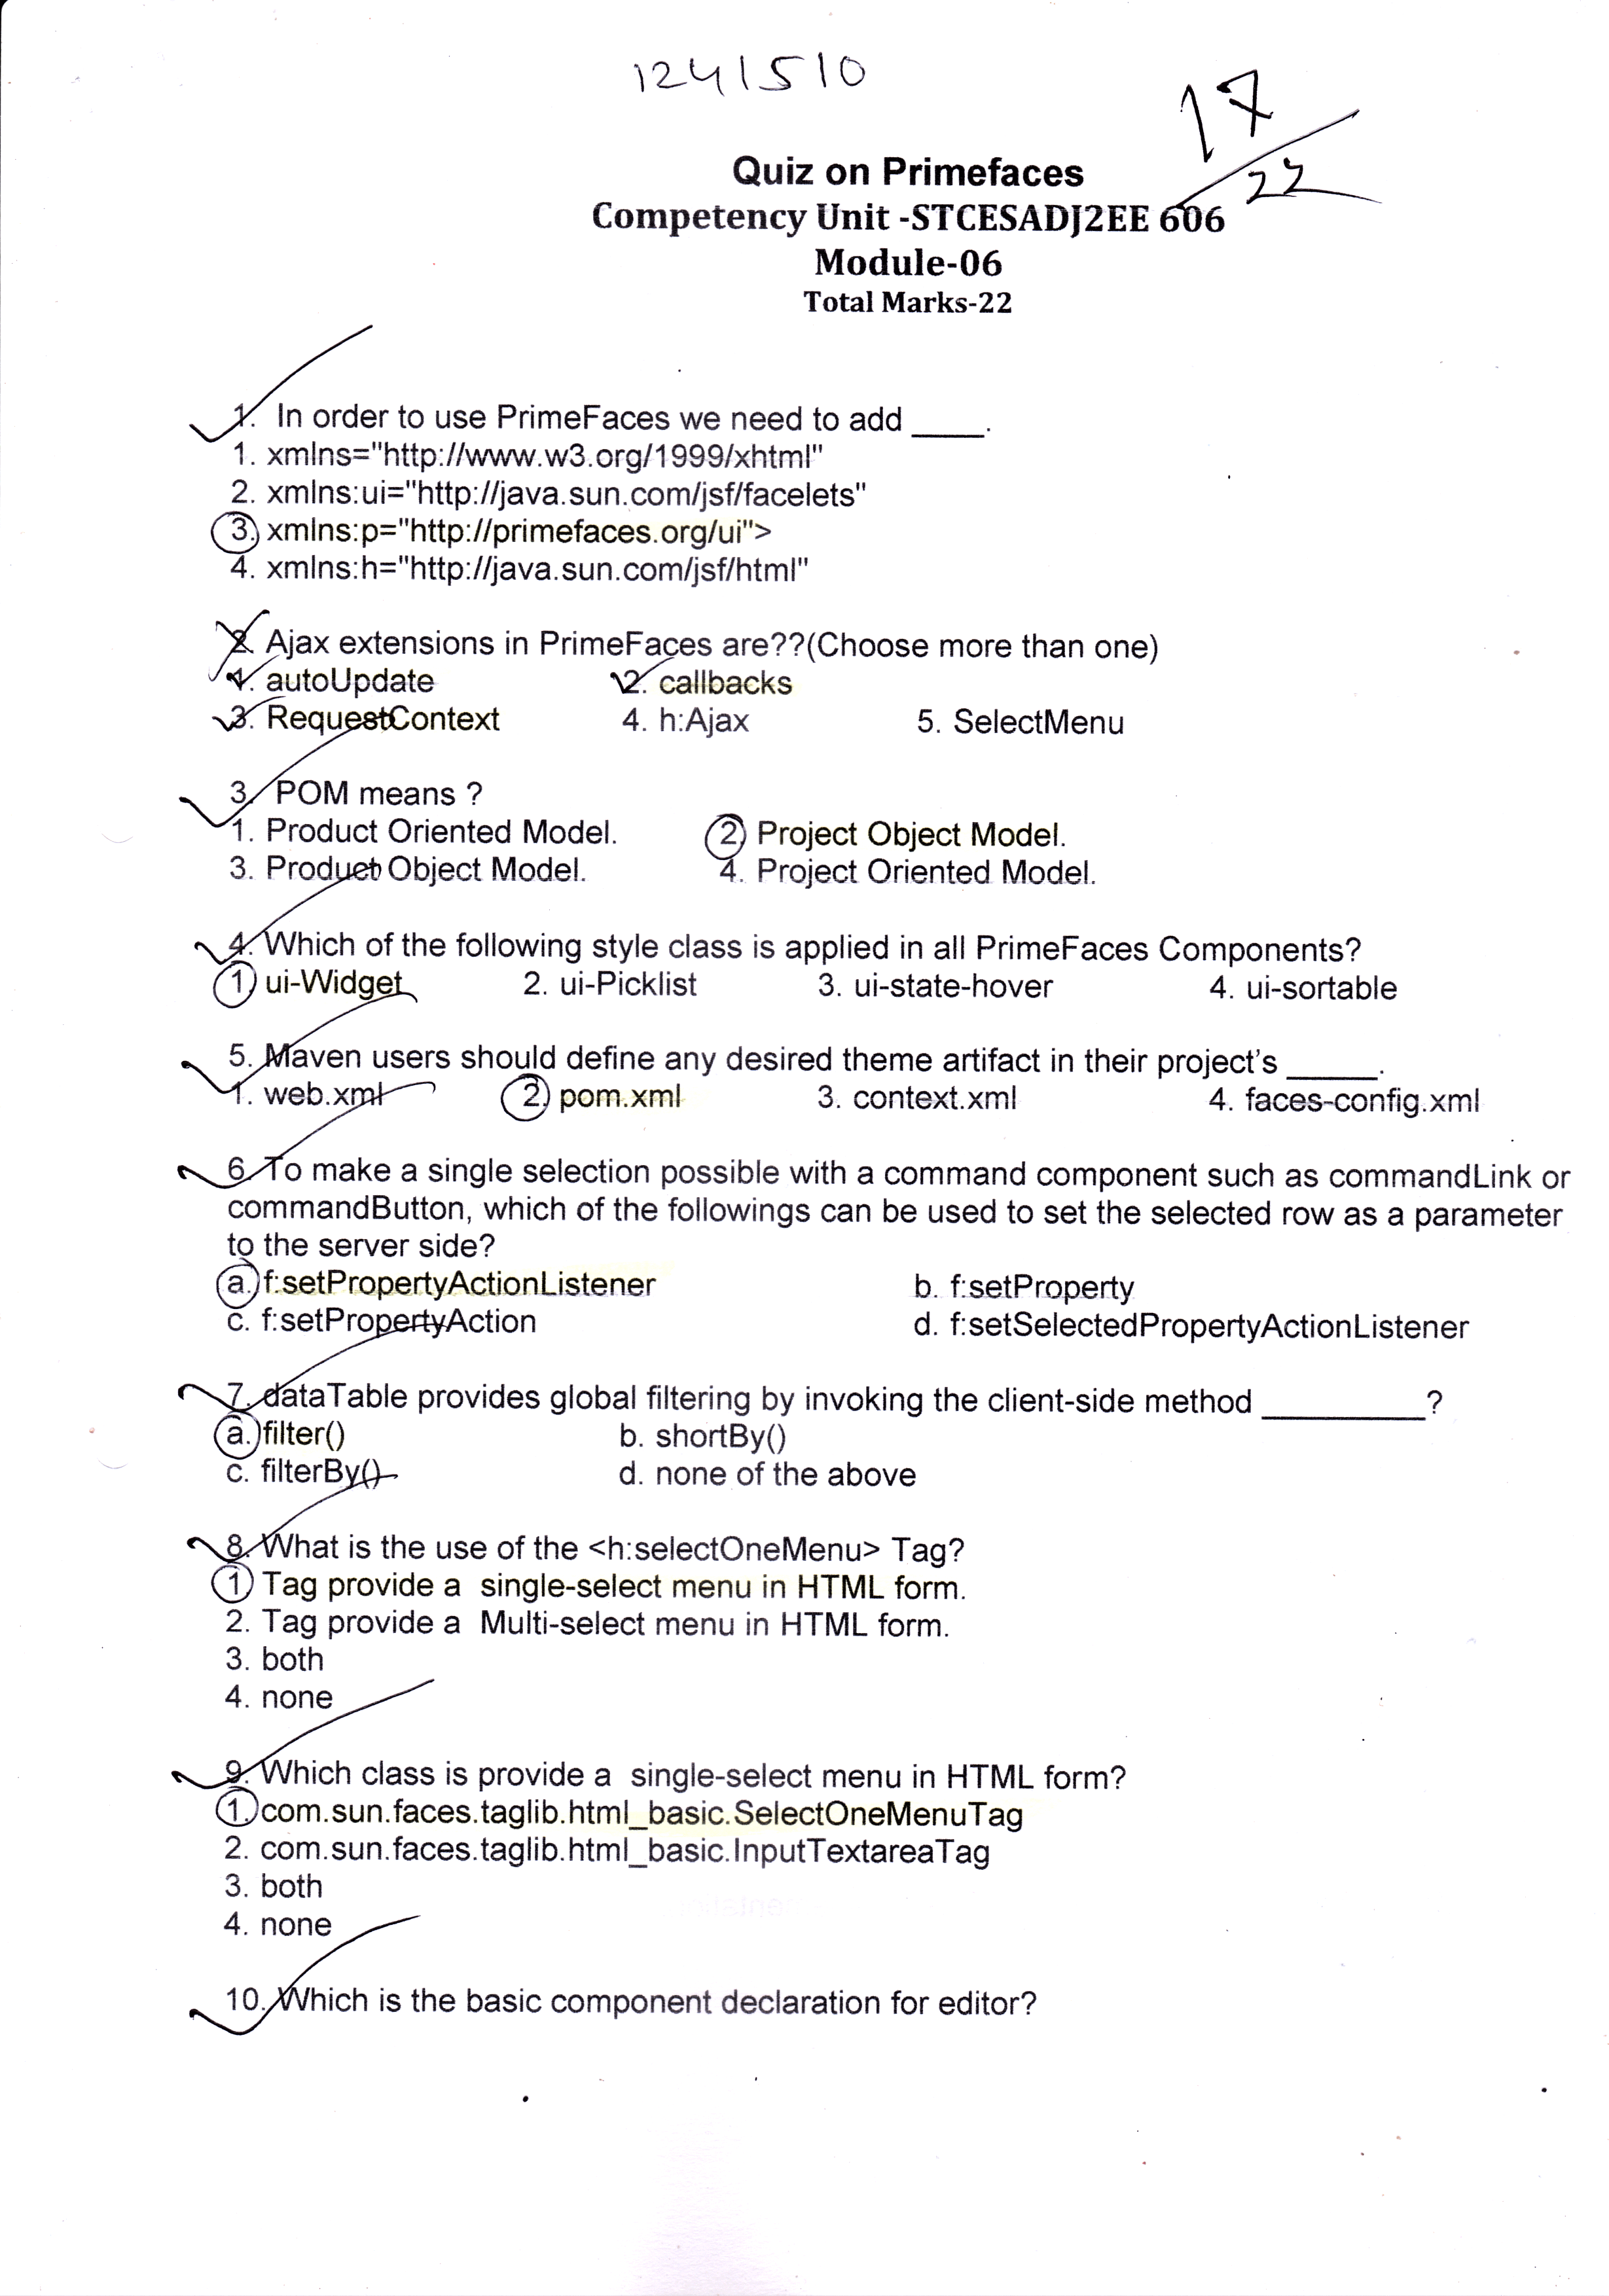 1241510
17/22
Quiz on Primefaces
Competency Unit -STCESADJ2EE 606
Module-06
Total Marks-22
1. In order to use PrimeFaces we need to add ____.
1. xmlns="http://www.w3.org/1999/xhtml"
2. xmlns:ui="http://java.sun.com/jsf/facelets"
3. xmlns:p="http://primefaces.org/ui">
4. xmlns:h="http://java.sun.com/jsf/html"
2. Ajax extensions in PrimeFaces are??(Choose more than one)
1. autoUpdate 2. callbacks
3. RequestContext 4. h:Ajax 5. SelectMenu
3. POM means ?
1. Product Oriented Model. 2. Project Object Model.
3. Product Object Model. 4. Project Oriented Model.
4. Which of the following style class is applied in all PrimeFaces Components?
1 ui-Widget 2. ui-Picklist 3. ui-state-hover 4. ui-sortable
5. Maven users should define any desired theme artifact in their project's _____.
1. web.xml 2. pom.xml 3. context.xml 4. faces-config.xml
6. To make a single selection possible with a command component such as commandLink or
commandButton, which of the followings can be used to set the selected row as a parameter
to the server side?
a. f:setPropertyActionListener b. f:setProperty
c. f:setPropertyAction d. f:setSelectedPropertyActionListener
7. dataTable provides global filtering by invoking the client-side method _________?
a. filter() b. shortBy()
c. filterBy() d. none of the above
8. What is the use of the <h:selectOneMenu> Tag?
1 Tag provide a single-select menu in HTML form.
2. Tag provide a Multi-select menu in HTML form.
3. both
4. none
9. Which class is provide a single-select menu in HTML form?
1. com.sun.faces.taglib.html_basic.SelectOneMenuTag
2. com.sun.faces.taglib.html_basic.InputTextareaTag
3. both
4. none
10. Which is the basic component declaration for editor?